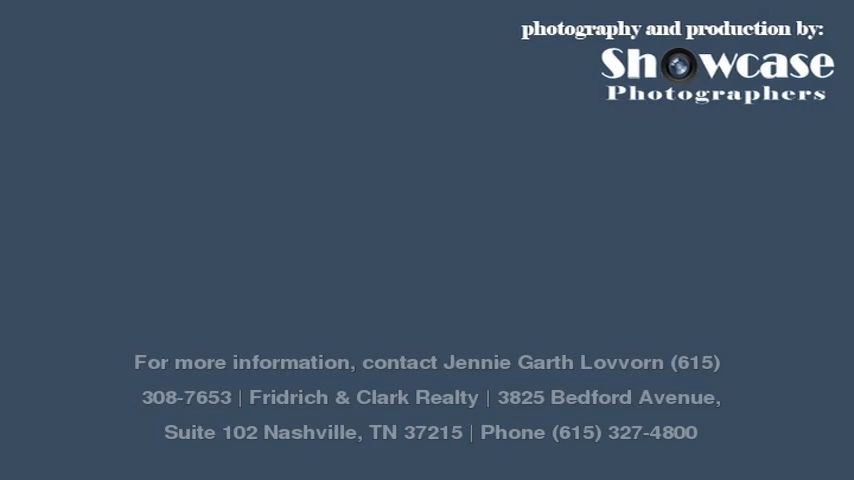 photography and production by:
Showcase
Photographers
For more information, contact Jennie Garth Lovvorn (615)
308-7653 | Fridrich & Clark Realty | 3825 Bedford Avenue,
Suite 102 Nashville, TN 37215 | Phone (615) 327-4800